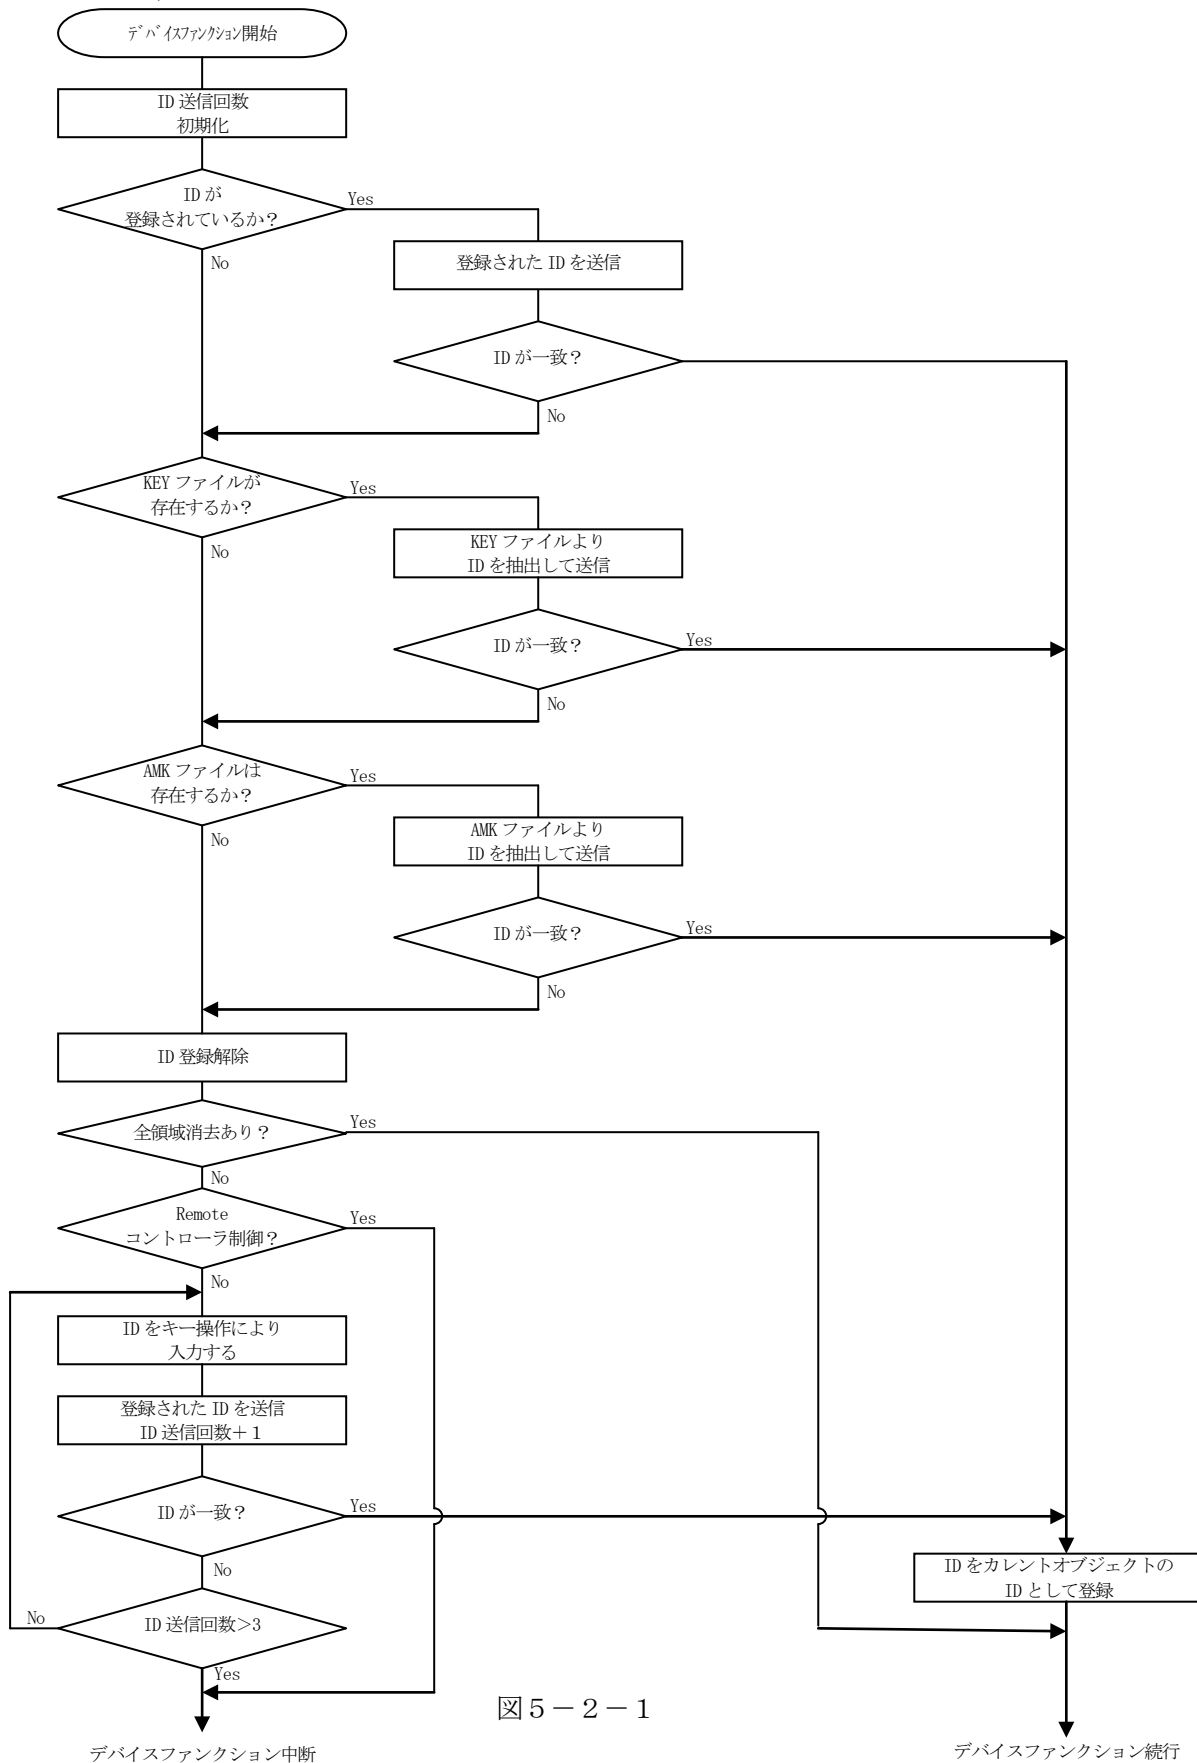 デバイスファンクション開始
ID 送信回数
初期化
ID が
登録されているか？
Yes
No
登録された ID を送信
ID が一致？
No
KEY ファイルが
存在するか？
Yes
No
KEY ファイルより
ID を抽出して送信
ID が一致？
Yes
No
AMK ファイルは
存在するか？
Yes
No
AMK ファイルより
ID を抽出して送信
ID が一致？
Yes
No
ID 登録解除
全領域消去あり？
Yes
No
Remote
コントローラ制御？
Yes
No
ID をキー操作により
入力する
登録された ID を送信
ID 送信回数＋１
ID が一致？
Yes
No
ID をカレントオブジェクトの
ID として登録
ID 送信回数>3
No
Yes
図５－２－１
デバイスファンクション中断
デバイスファンクション続行